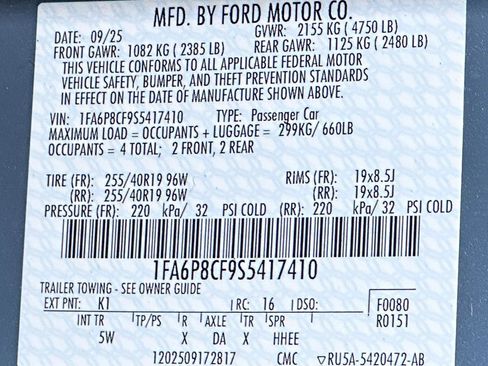 MFD. BY FORD MOTOR CO.
DATE: 09/25 GVWR: 2155 KG ( 4750 LB)
FRONT GAWR: 1082 KG ( 2385 LB) REAR GAWR: 1125 KG ( 2480 LB)
THIS VEHICLE CONFORMS TO ALL APPLICABLE FEDERAL MOTOR
VEHICLE SAFETY, BUMPER, AND THEFT PREVENTION STANDARDS
IN EFFECT ON THE DATE OF MANUFACTURE SHOWN ABOVE.
VIN: 1FA6P8CF9S5417410 TYPE: Passenger Car
MAXIMUM LOAD = OCCUPANTS + LUGGAGE = 299KG/ 660LB
OCCUPANTS = 4 TOTAL; 2 FRONT, 2 REAR
TIRE (FR): 255/40R19 96W RIMS (FR): 19x8.5J
(RR): 255/40R19 96W (RR): 19x8.5J
PRESSURE (FR): 220 kPa/ 32 PSI COLD (RR): 220 kPa/ 32 PSI COLD
1FA6P8CF9S5417410
TRAILER TOWING - SEE OWNER GUIDE
EXT PNT: K1 RC: 16 DSO: F0080
INT TR TP/PS R AXLE TR SPR R0151
5W X X HHEE
1202509172817 CMC ▽RU5A-5420472-AB